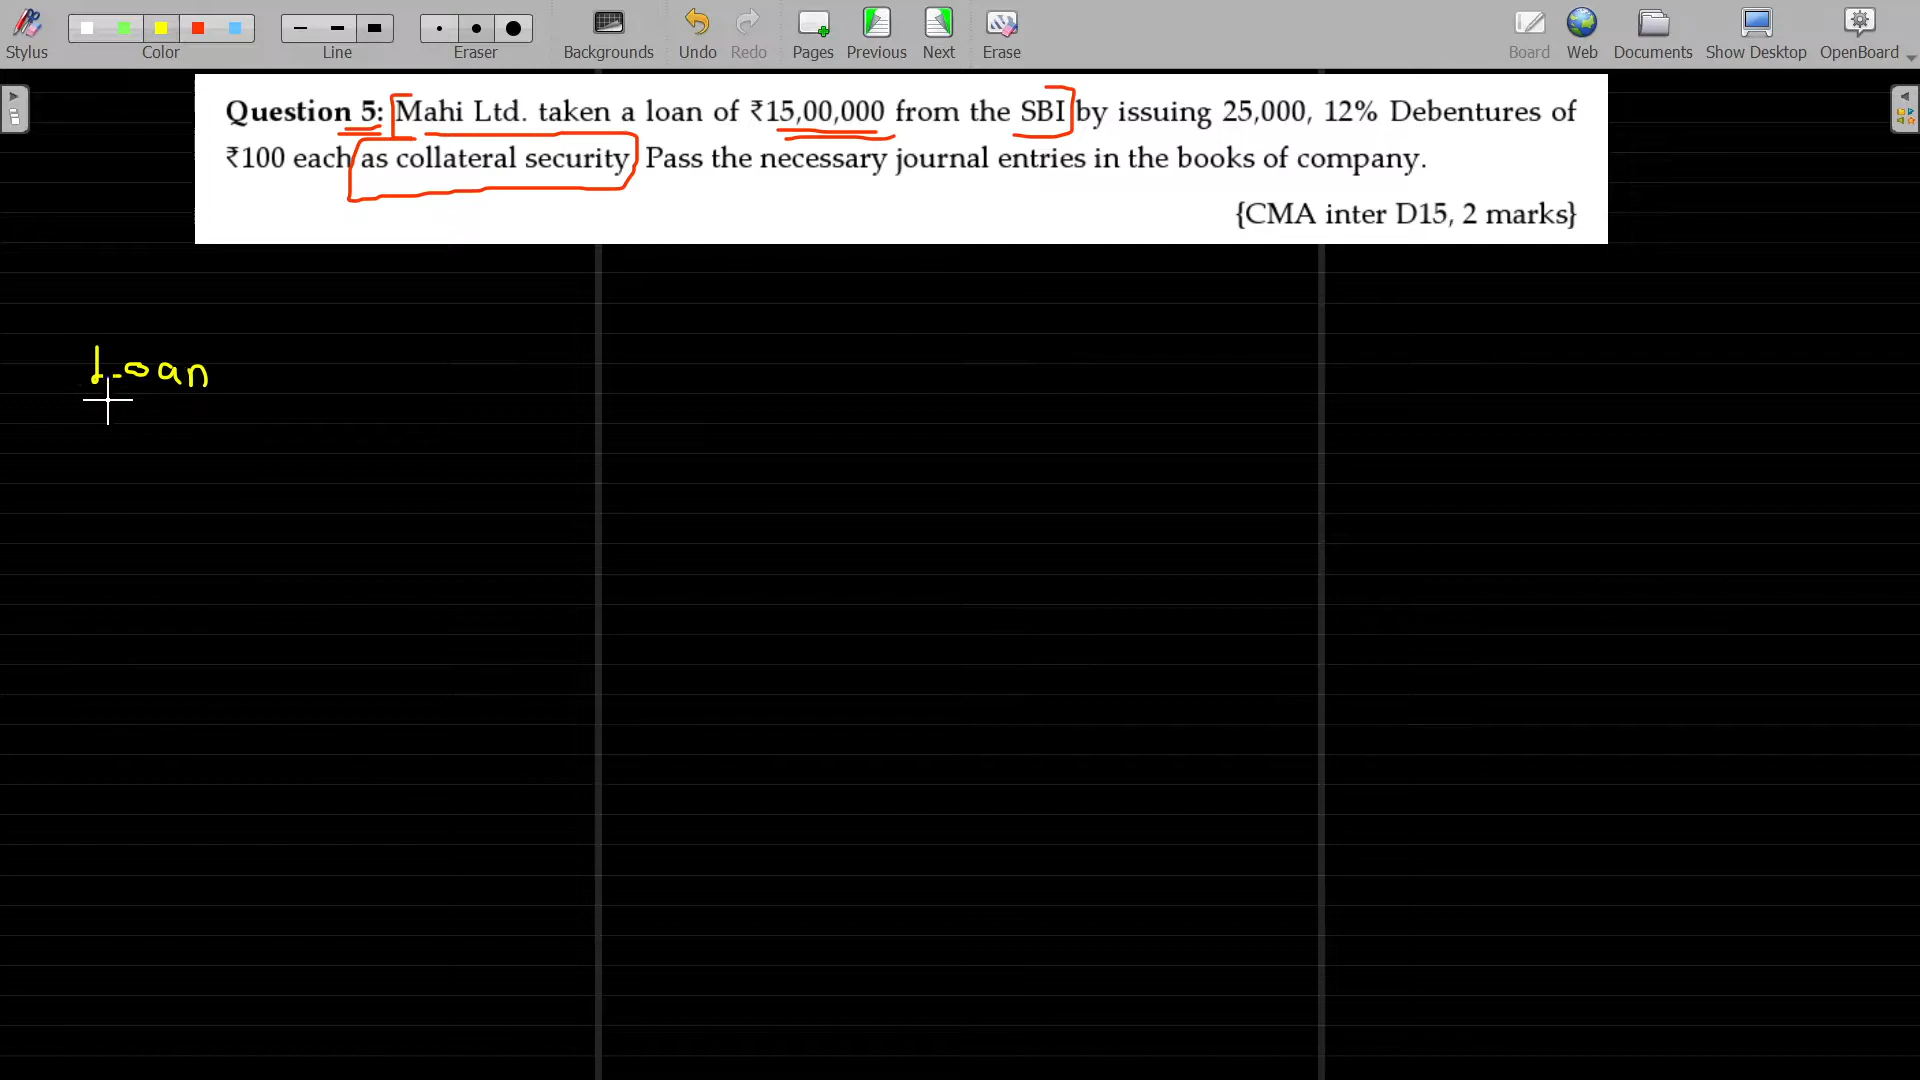 Stylus
Color
Line
Eraser
Backgrounds
Undo
Redo
Pages
Previous
Next
Erase
Board
Web
Documents
Show Desktop
OpenBoard
Question 5: Mahi Ltd. taken a loan of ₹15,00,000 from the SBI by issuing 25,000, 12% Debentures of
₹100 each as collateral security. Pass the necessary journal entries in the books of company.
{CMA inter D15, 2 marks}
Loan